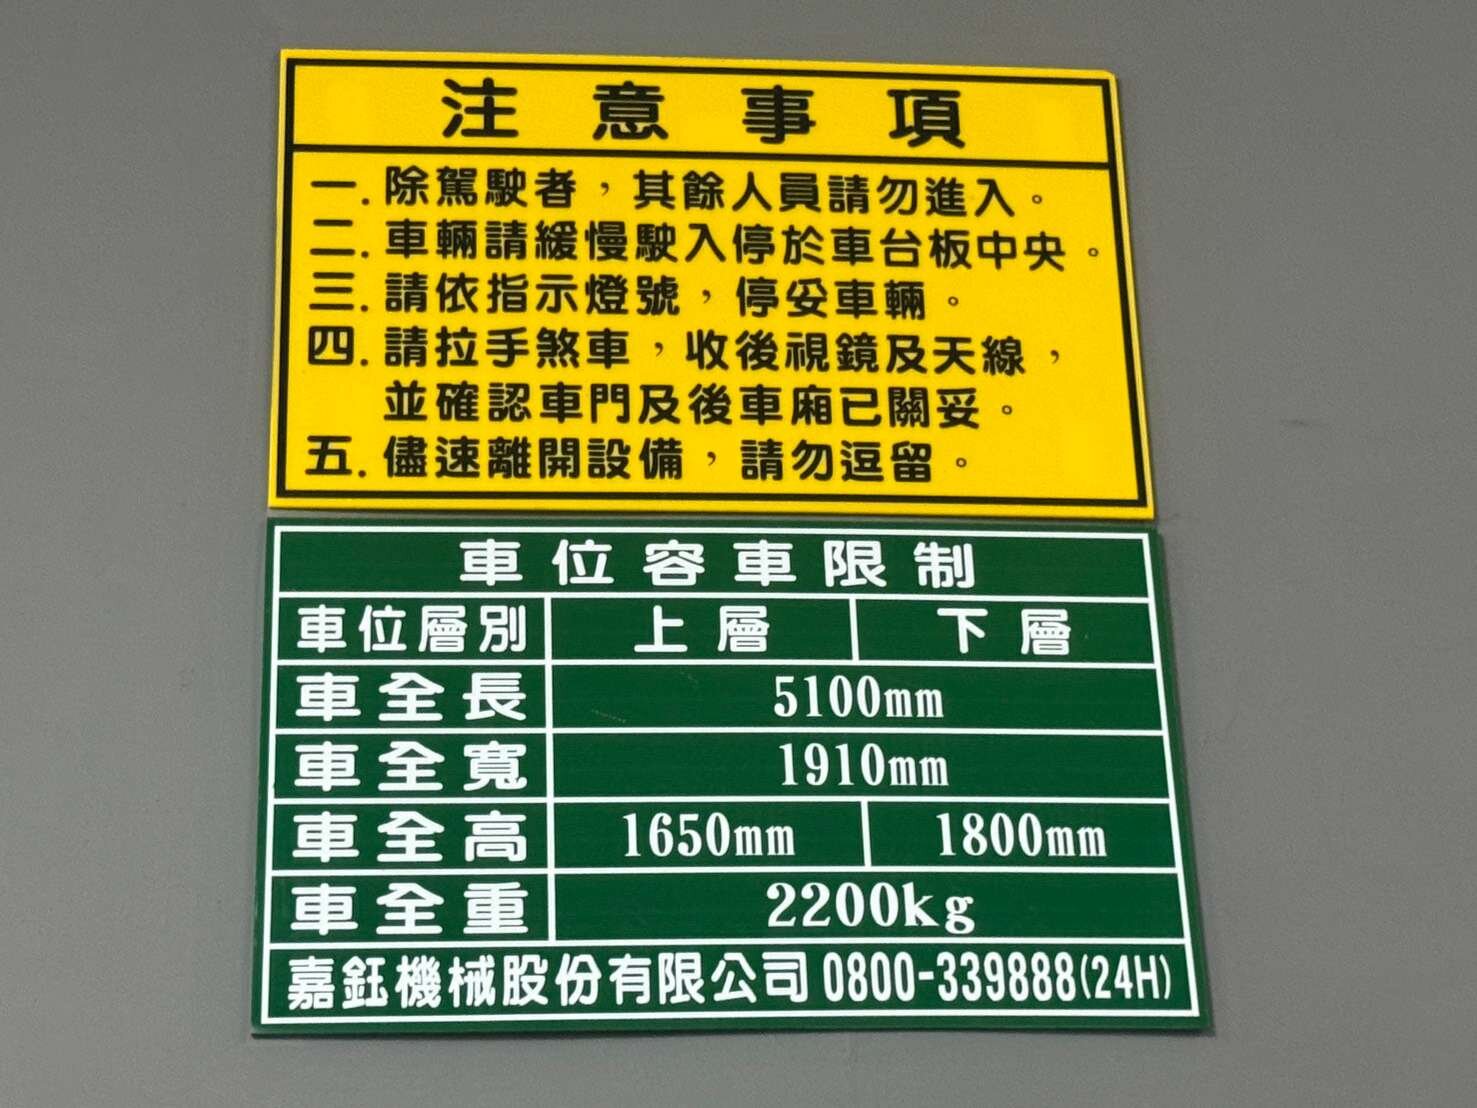 注意事項
一.除駕駛者，其餘人員請勿進入。
二.車輛請緩慢駛入停於車台板中央。
三.請依指示燈號，停妥車輛。
四.請拉手煞車，收後視鏡及天線，
並確認車門及後車廂已關妥。
五.儘速離開設備，請勿逗留。
車位容車限制
車位層別 上層 下層
車全長 5100mm
車全寬 1910mm
車全高 1650mm 1800mm
車全重 2200kg
嘉鈺機械股份有限公司 0800-339888(24H)